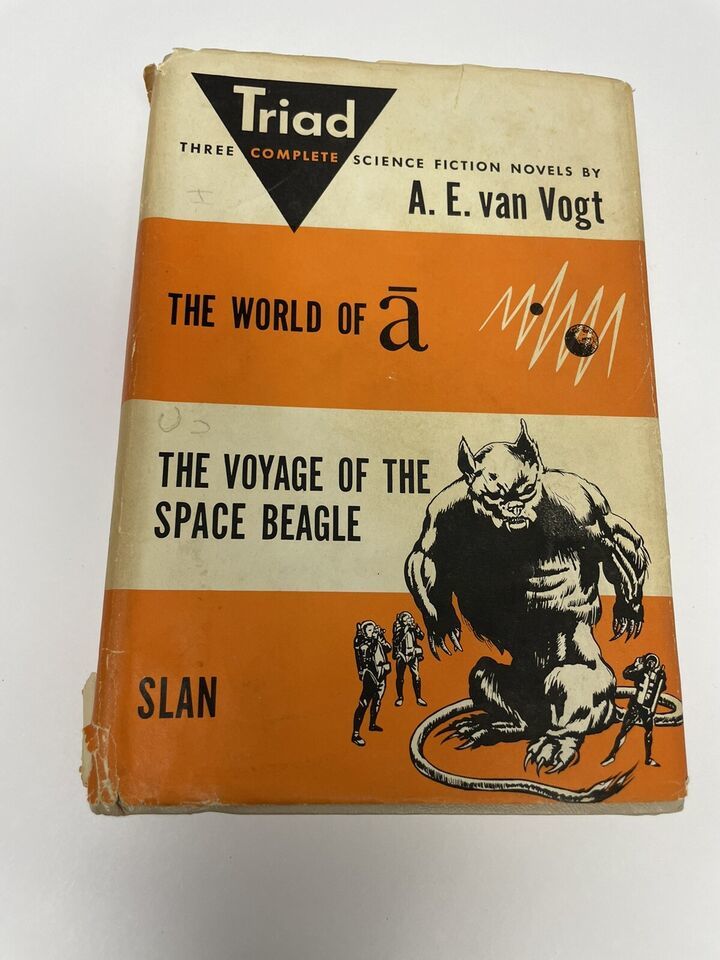 Triad
THREE COMPLETE SCIENCE FICTION NOVELS BY
A. E. van Vogt
THE WORLD OF ā
THE VOYAGE OF THE
SPACE BEAGLE
SLAN